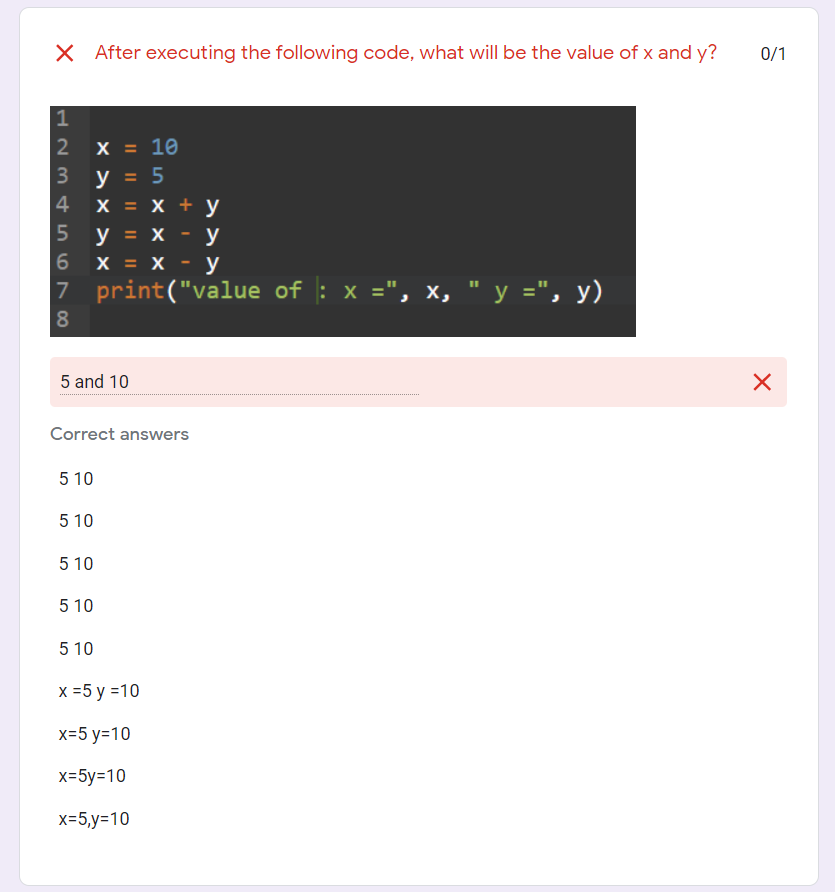 After executing the following code, what will be the value of x and y? 0/1
1
2 x = 10
3 y = 5
4 x = x + y
5 y = x - y
6 x = x - y
7 print("value of : x =", x, " y =", y)
8
5 and 10
Correct answers
5 10
5 10
5 10
5 10
5 10
x =5 y =10
x=5 y=10
x=5y=10
x=5,y=10